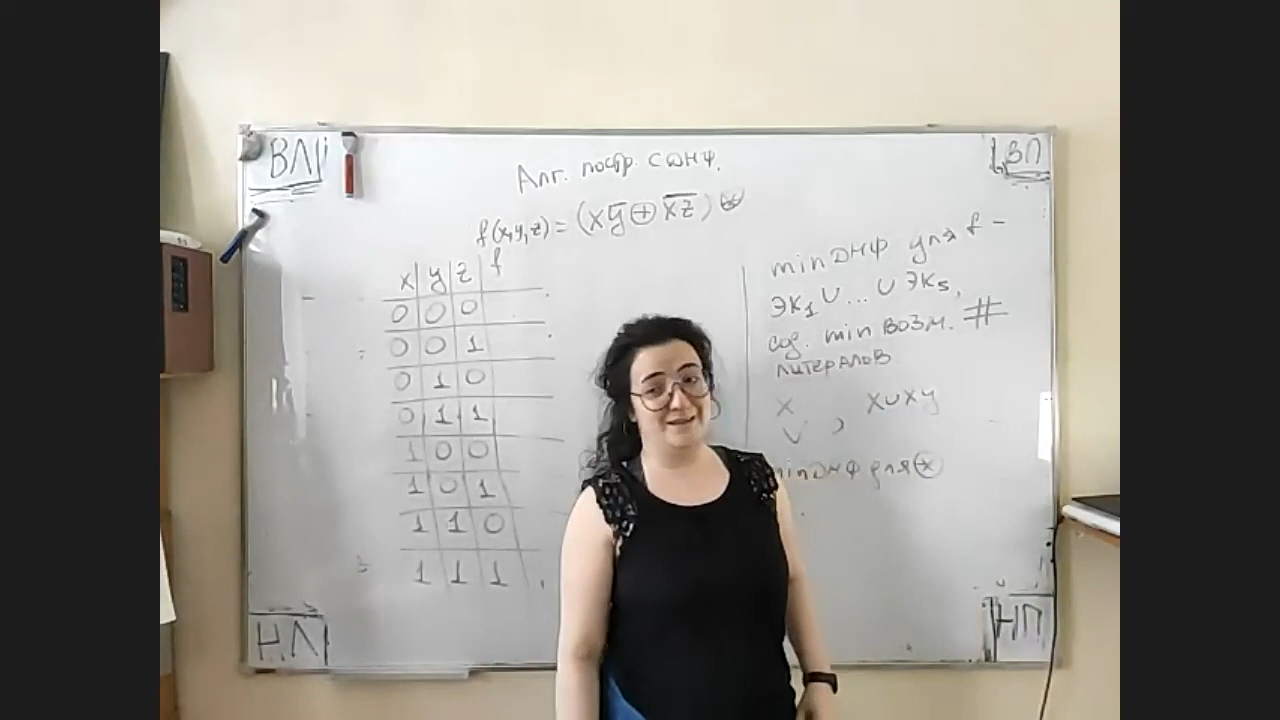 ВЛ
ВП
Алг. постр. СДНФ.
f(x,y,z) = (xȳ ⊕ x̅z̅)
x y z f
0 0 0
0 0 1
0 1 0
0 1 1
1 0 0
1 0 1
1 1 0
1 1 1
min ДНФ для f –
ЭК₁ ∪ ... ∪ ЭКₛ,
сод. min возм. #
литералов.
x , x∪xy
∪
min ДНФ для
НЛ
НП